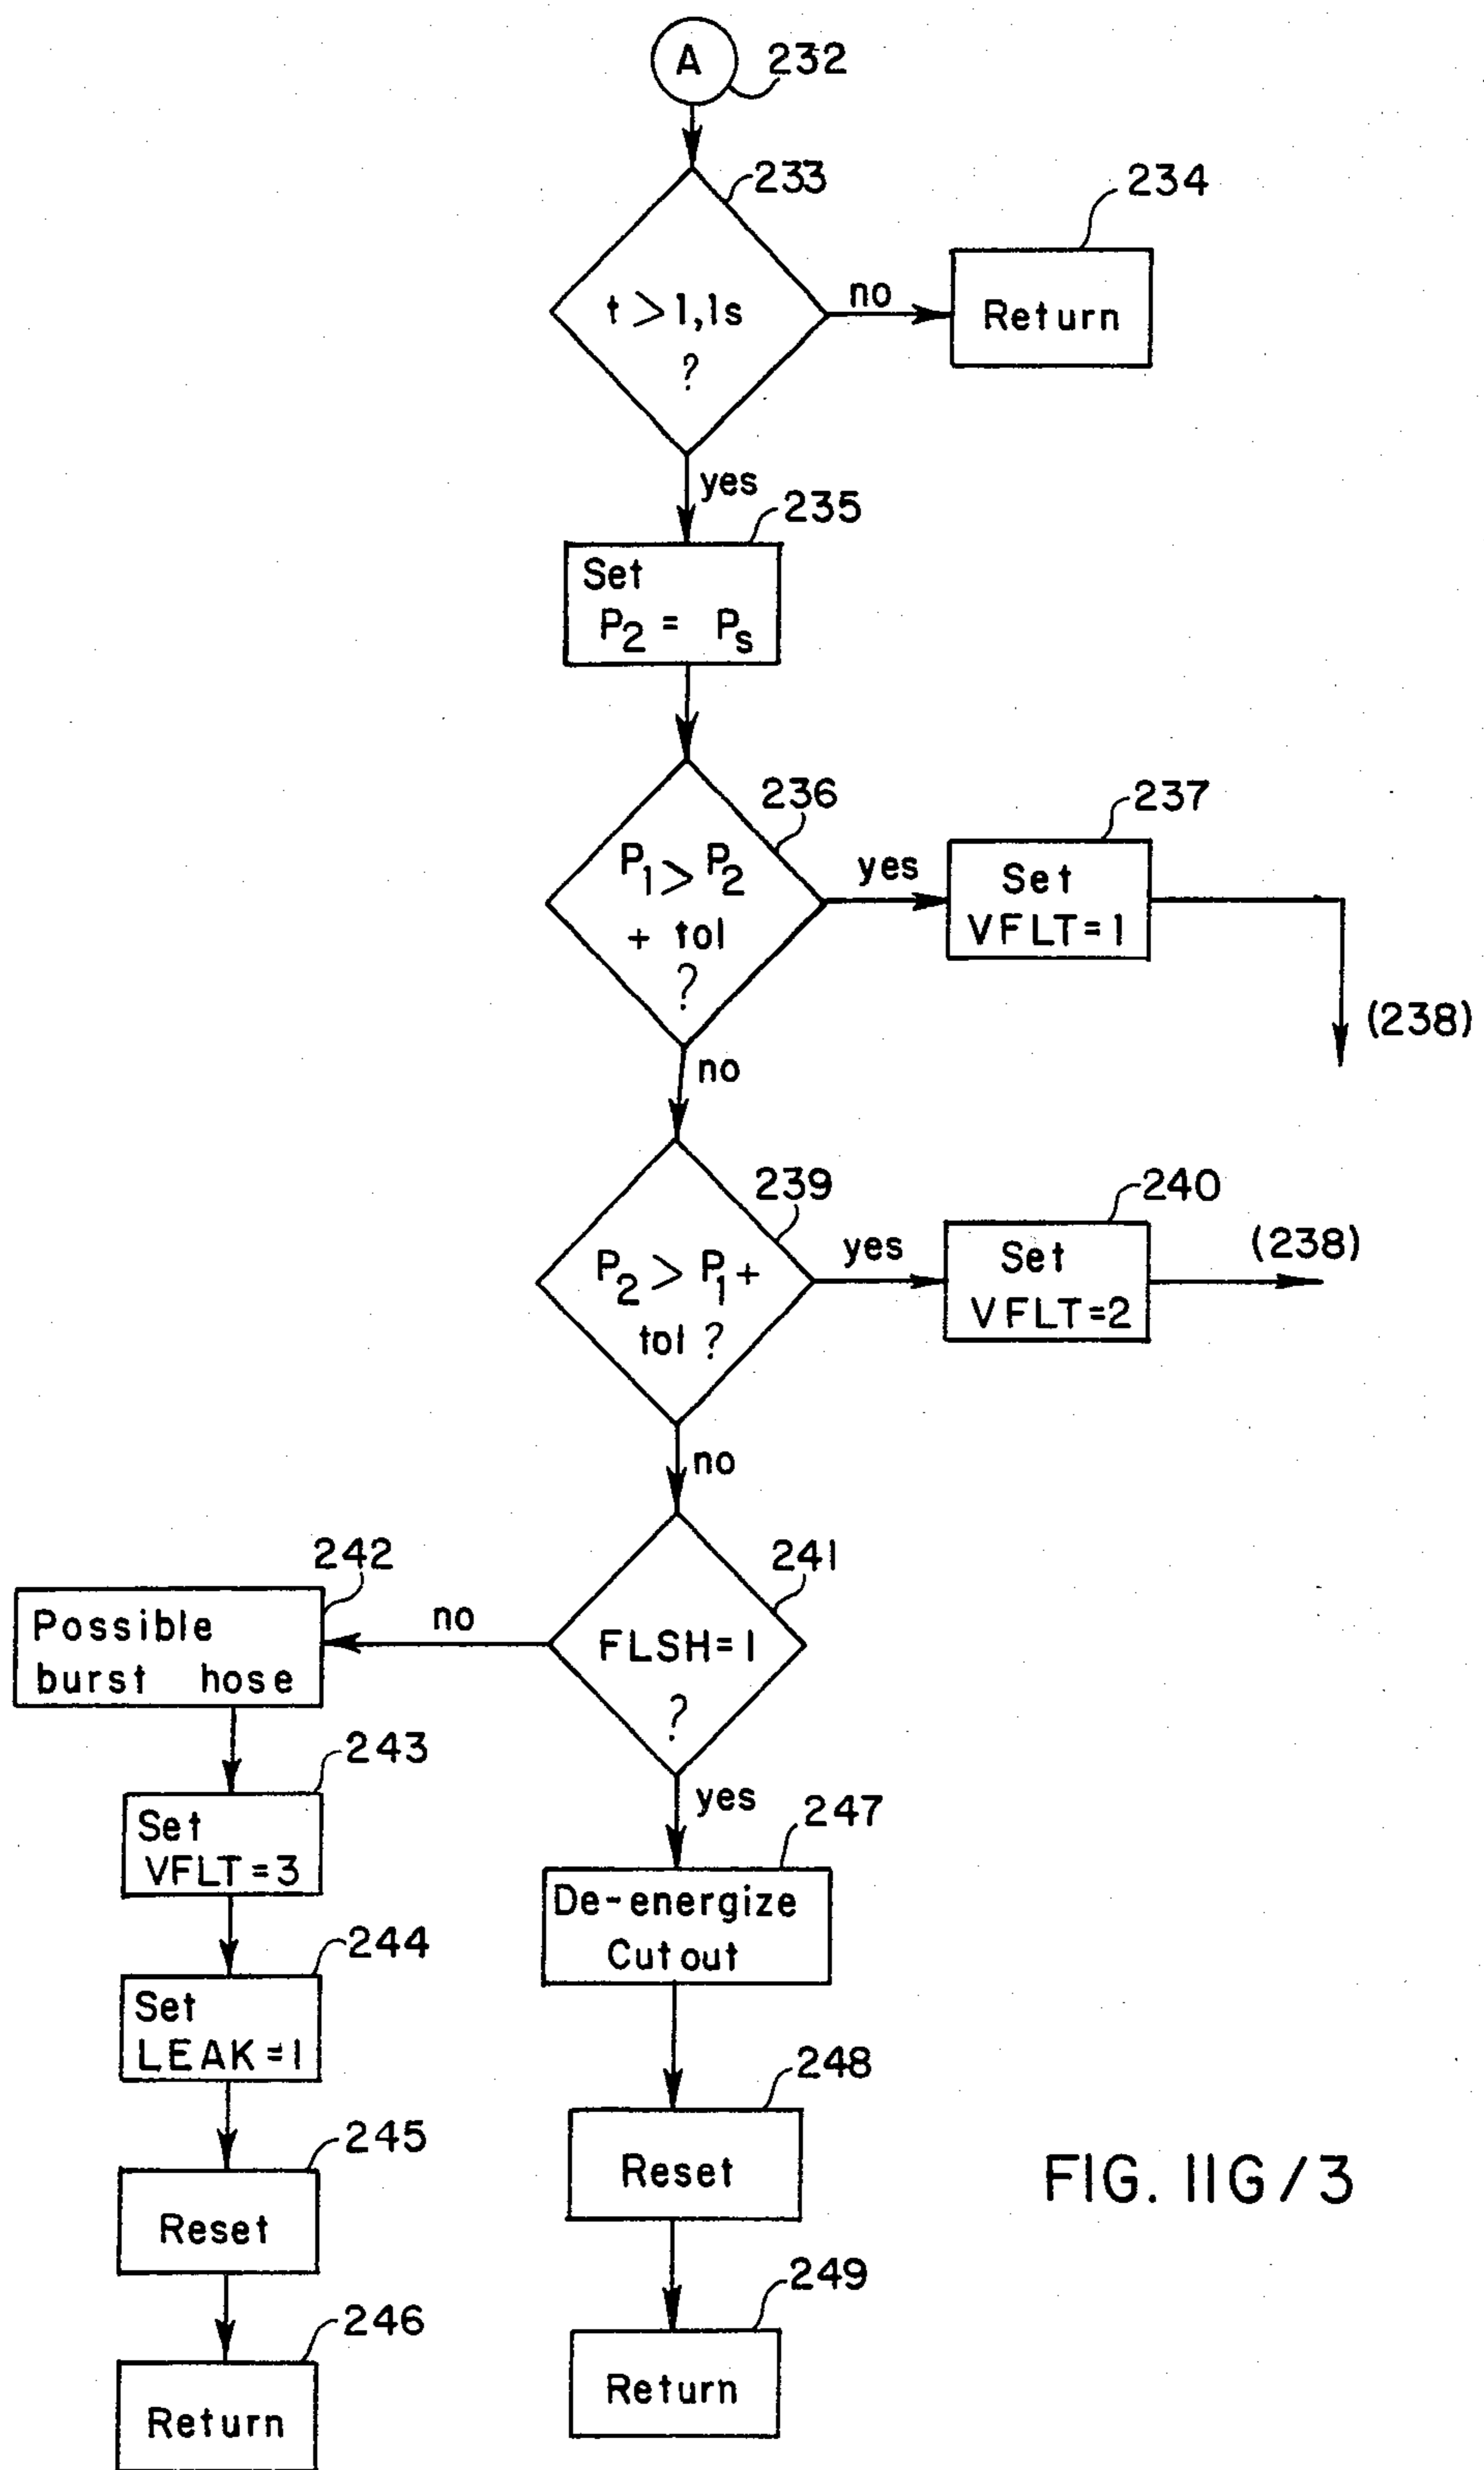 A
232
233
t > 1,1s
?
no
234
Return
yes
235
Set
P2 = Ps
236
P1 > P2
+ tol
?
yes
237
Set
VFLT=1
(238)
no
239
P2 > P1 +
tol ?
yes
240
Set
VFLT=2
(238)
no
241
FLSH=1
?
no
242
Possible
burst hose
243
Set
VFLT=3
244
Set
LEAK=1
245
Reset
246
Return
yes
247
De-energize
Cutout
248
Reset
249
Return
FIG. 11G/3